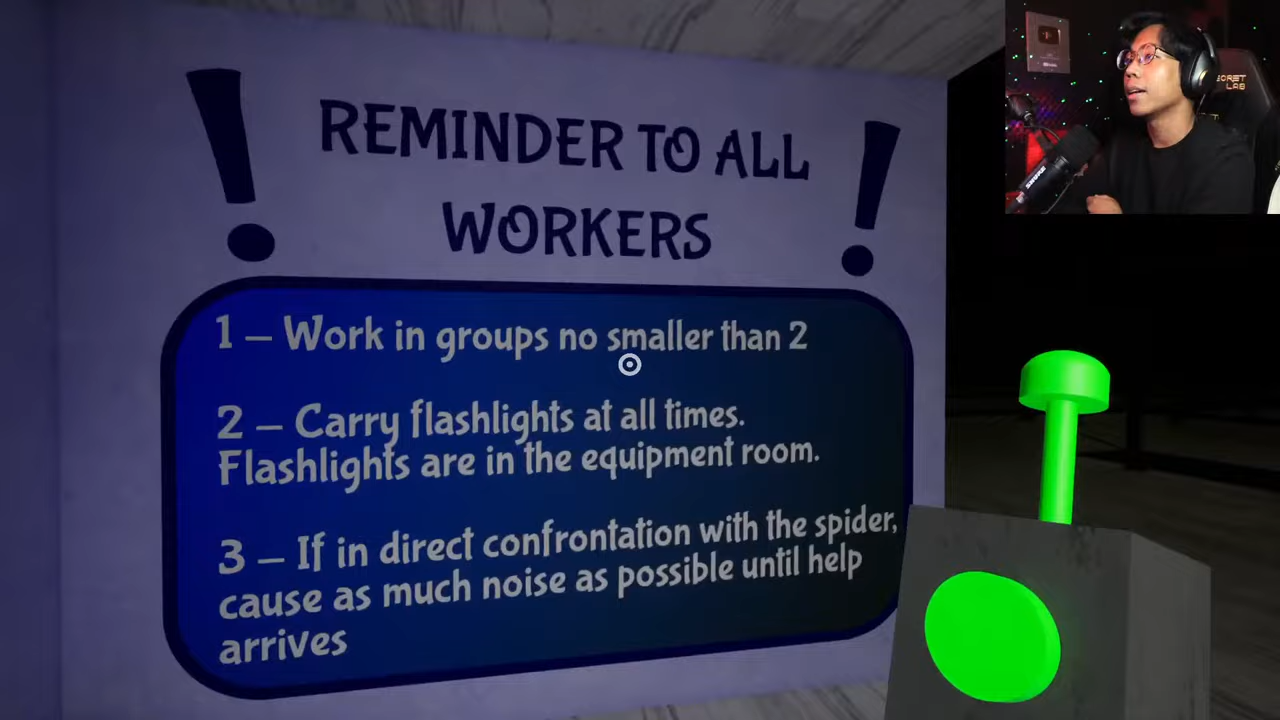 REMINDER TO ALL
WORKERS
! !
1 – Work in groups no smaller than 2
2 – Carry flashlights at all times.
Flashlights are in the equipment room.
3 – If in direct confrontation with the spider,
cause as much noise as possible until help
arrives
SHURE
LAB